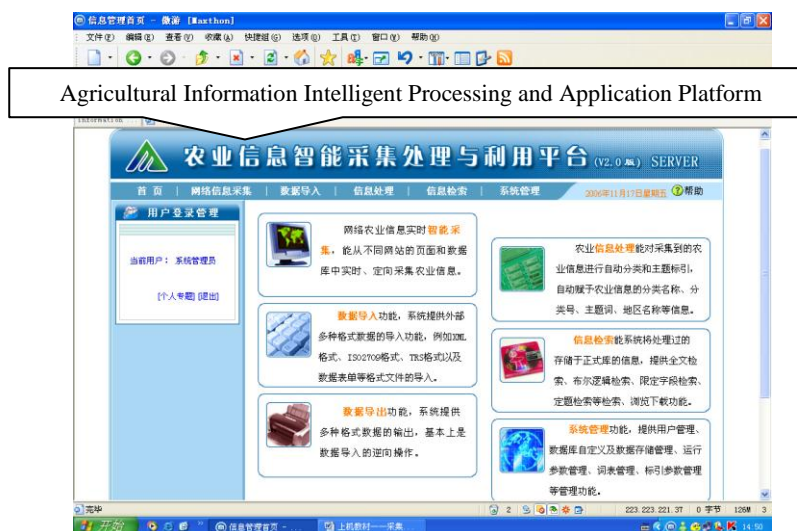 信息管理首页 - 傲游 [Maxthon]
文件(F) 编辑(E) 查看(V) 收藏(A) 快捷组(G) 选项(O) 工具(T) 窗口(W) 帮助(H)
Agricultural Information Intelligent Processing and Application Platform
农业信息智能采集处理与利用平台 (V2.0版) SERVER
首 页 | 网络信息采集 | 数据导入 | 信息处理 | 信息检索 | 系统管理
2006年11月17日星期五 ?帮助
用户登录管理
当前用户： 系统管理员
[个人专题] [退出]
网络农业信息实时智能采
集，能从不同网站的页面和数据
库中实时、定向采集农业信息。
数据导入功能，系统提供外部
多种格式数据的导入功能，例如XML
格式、ISO2709格式、TRS格式以及
数据表单等格式文件的导入。
数据导出功能，系统提供
多种格式数据的输出，基本上是
数据导入的逆向操作。
农业信息处理能对采集到的农
业信息进行自动分类和主题标引，
自动赋予农业信息的分类名称、分
类号、主题词、地区名称等信息。
信息检索能系统将处理过的
存储于正式库的信息，提供全文检
索、布尔逻辑检索、限定字段检索、
定题检索等检索、浏览下载功能。
系统管理功能，提供用户管理、
数据库自定义及数据存储管理、运行
参数管理、词表管理、标引参数管理
等管理功能。
完毕
2
223.223.221.37 0 字节 126M 3
开始
信息管理首页 - ...
上机教材——采集...
14:50